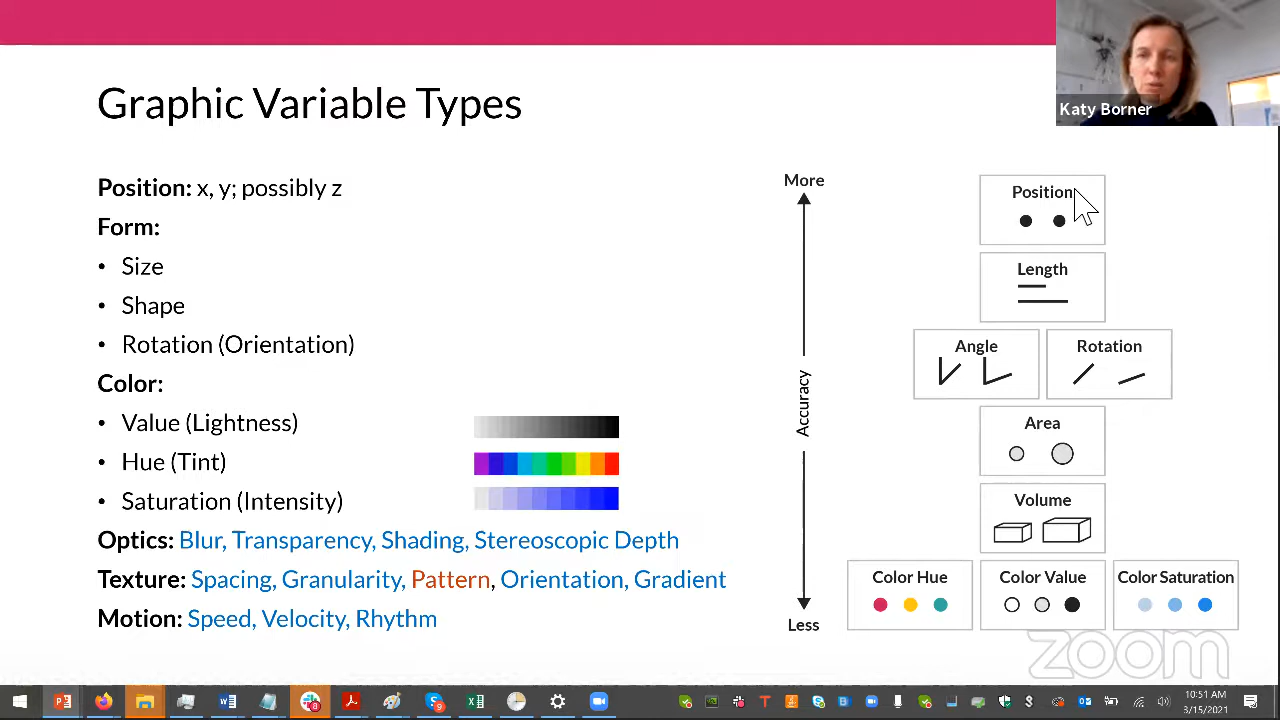 Katy Borner
Graphic Variable Types
Position: x, y; possibly z
Form:
• Size
• Shape
• Rotation (Orientation)
Color:
• Value (Lightness)
• Hue (Tint)
• Saturation (Intensity)
Optics: Blur, Transparency, Shading, Stereoscopic Depth
Texture: Spacing, Granularity, Pattern, Orientation, Gradient
Motion: Speed, Velocity, Rhythm
More
Accuracy
Less
Position
Length
Angle
Rotation
Area
Volume
Color Hue
Color Value
Color Saturation
zoom
10:51 AM
3/15/2021